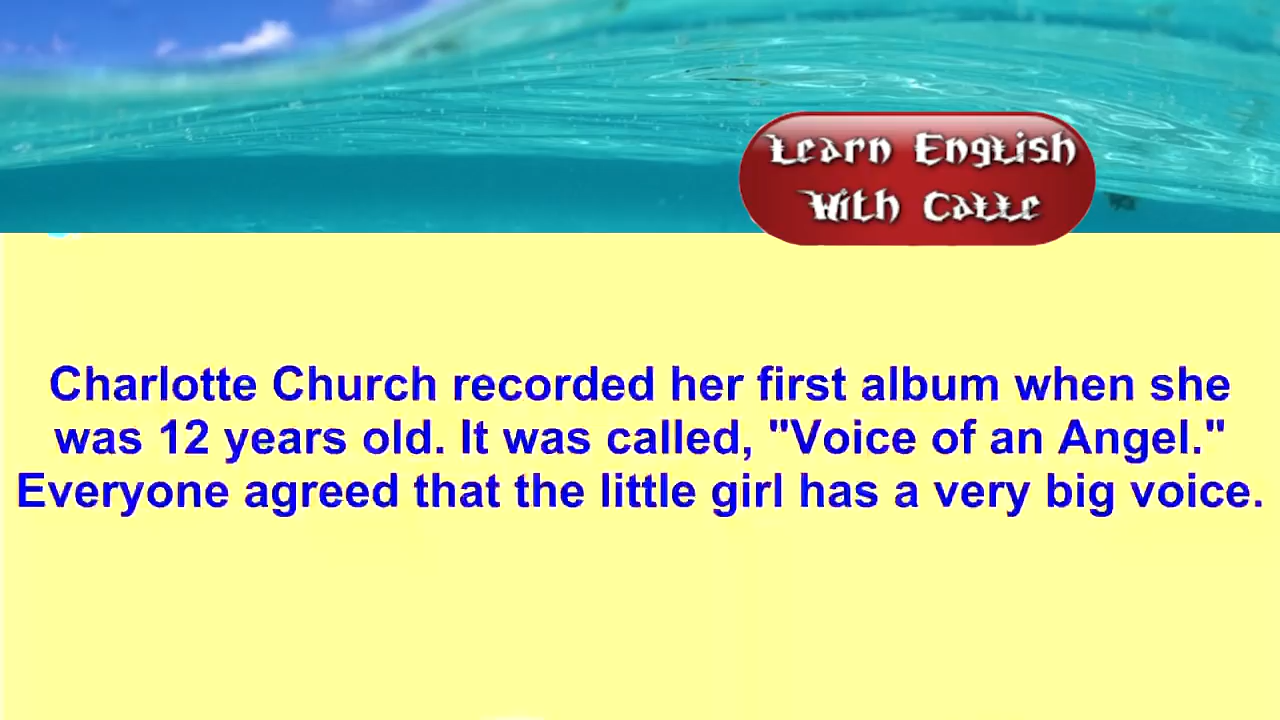 Learn English
With Calle
Charlotte Church recorded her first album when she
was 12 years old. It was called, "Voice of an Angel."
Everyone agreed that the little girl has a very big voice.